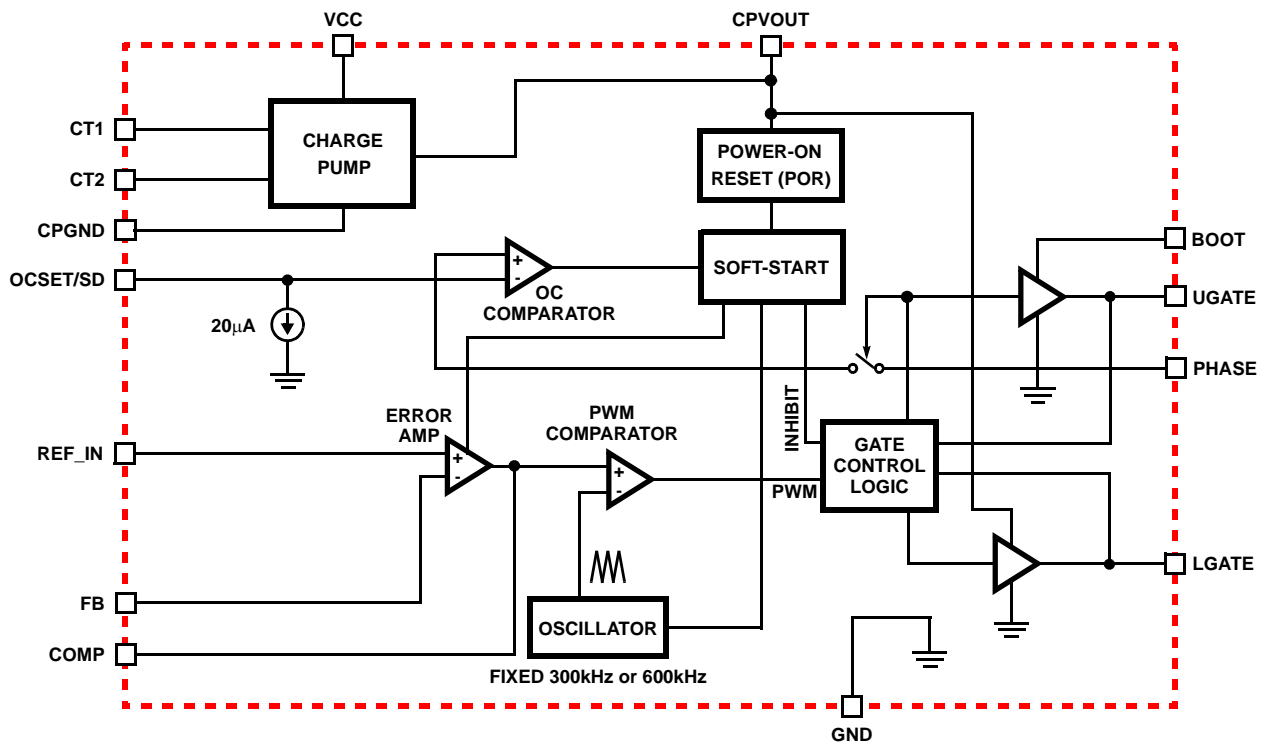 VCC
CPVOUT
CT1
CHARGE
PUMP
POWER-ON
RESET (POR)
CT2
CPGND
BOOT
OCSET/SD
+
-
OC
COMPARATOR
SOFT-START
UGATE
20µA
PHASE
ERROR
AMP
PWM
COMPARATOR
INHIBIT
REF_IN
+
-
+
-
PWM
GATE
CONTROL
LOGIC
LGATE
FB
OSCILLATOR
COMP
FIXED 300kHz or 600kHz
GND